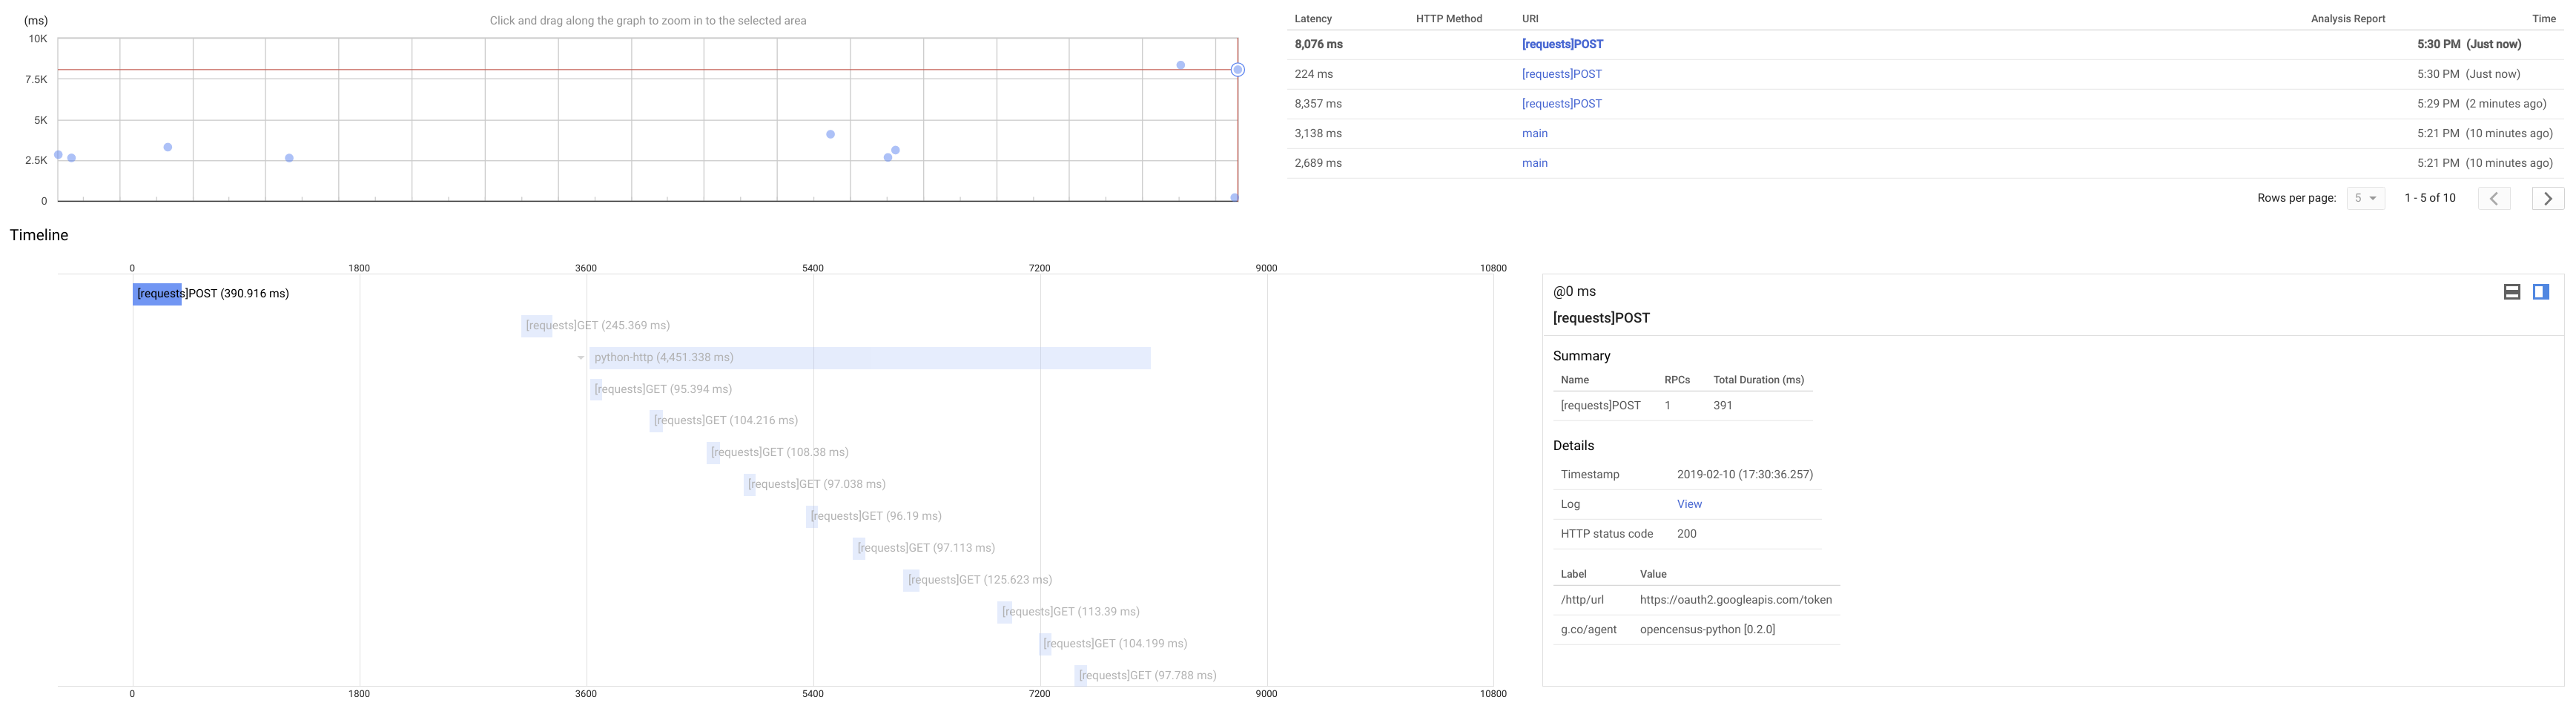 (ms)
Click and drag along the graph to zoom in to the selected area
10K
7.5K
5K
2.5K
0
Latency HTTP Method URI Analysis Report Time
8,076 ms [requests]POST 5:30 PM (Just now)
224 ms [requests]POST 5:30 PM (Just now)
8,357 ms [requests]POST 5:29 PM (2 minutes ago)
3,138 ms main 5:21 PM (10 minutes ago)
2,689 ms main 5:21 PM (10 minutes ago)
Rows per page: 5 1 - 5 of 10
Timeline
0 1800 3600 5400 7200 9000 10800
[requests]POST (390.916 ms)
[requests]GET (245.369 ms)
python-http (4,451.338 ms)
[requests]GET (95.394 ms)
[requests]GET (104.216 ms)
[requests]GET (108.38 ms)
[requests]GET (97.038 ms)
[requests]GET (96.19 ms)
[requests]GET (97.113 ms)
[requests]GET (125.623 ms)
[requests]GET (113.39 ms)
[requests]GET (104.199 ms)
[requests]GET (97.788 ms)
0 1800 3600 5400 7200 9000 10800
@0 ms
[requests]POST
Summary
Name RPCs Total Duration (ms)
[requests]POST 1 391
Details
Timestamp 2019-02-10 (17:30:36.257)
Log View
HTTP status code 200
Label Value
/http/url https://oauth2.googleapis.com/token
g.co/agent opencensus-python [0.2.0]